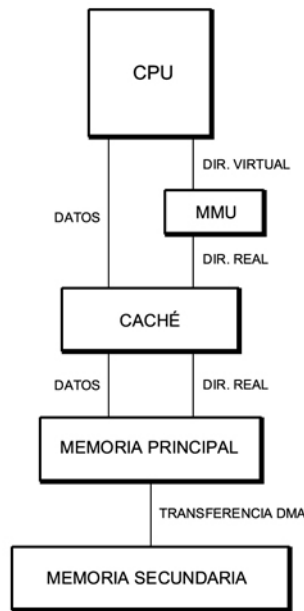 CPU
DIR. VIRTUAL
MMU
DATOS
DIR. REAL
CACHÉ
DATOS
DIR. REAL
MEMORIA PRINCIPAL
TRANSFERENCIA DMA
MEMORIA SECUNDARIA